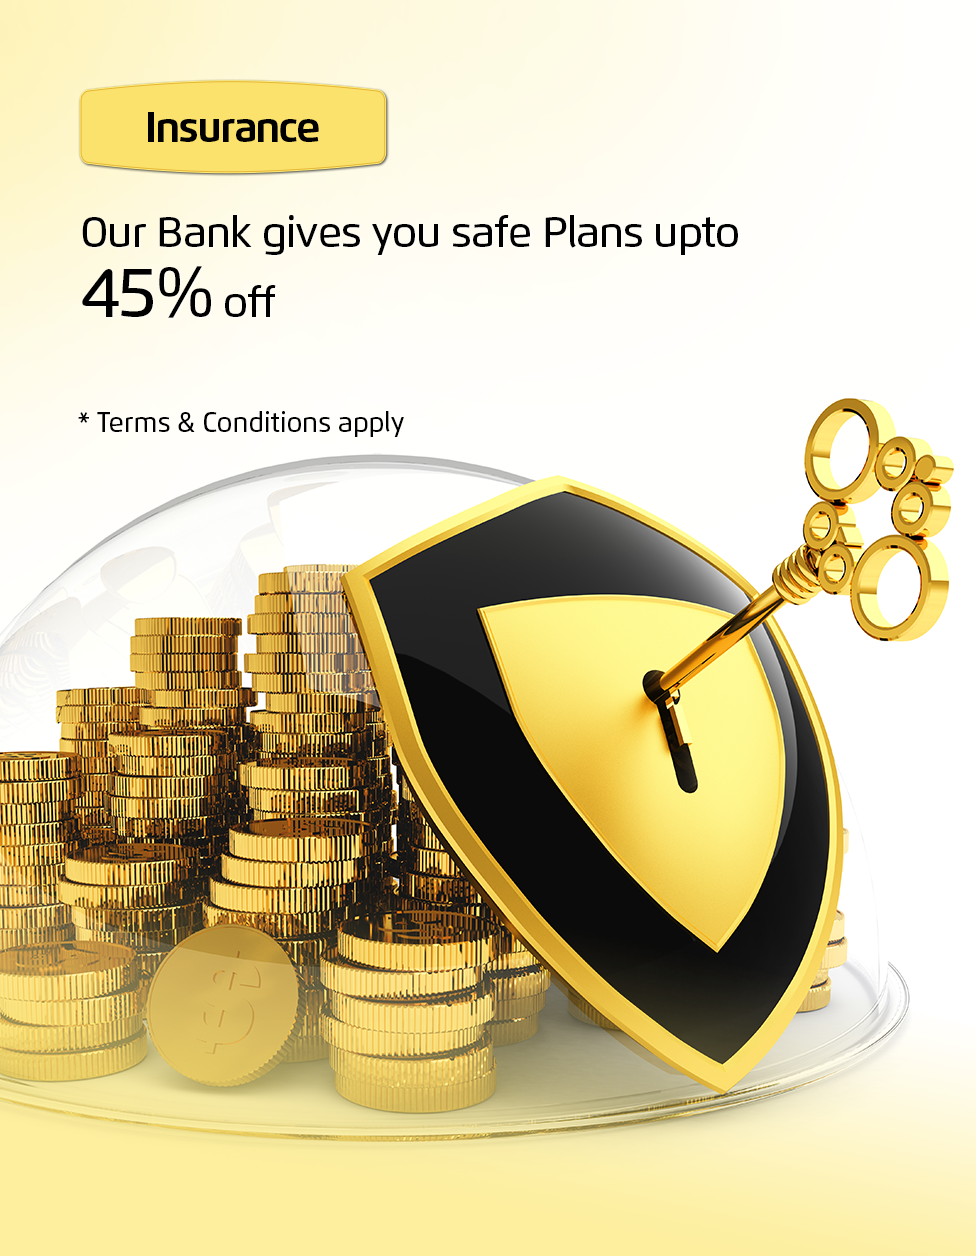 Insurance
Our Bank gives you safe Plans upto
45% off
* Terms & Conditions apply
$